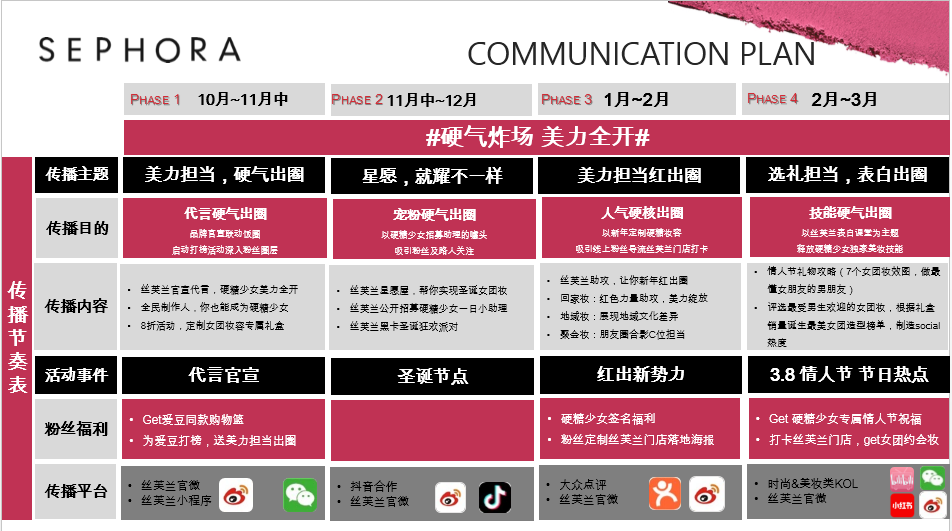 SEPHORA
COMMUNICATION PLAN
PHASE 1 10月~11月中
PHASE 2 11月中~12月
PHASE 3 1月~2月
PHASE 4 2月~3月
#硬气炸场 美力全开#
传播节奏表
传播主题
美力担当，硬气出圈
星愿，就耀不一样
美力担当红出圈
选礼担当，表白出圈
传播目的
代言硬气出圈
品牌官宣联动饭圈
启动打榜活动深入粉丝圈层
宠粉硬气出圈
以硬糖少女招募助理的噱头
吸引粉丝及路人关注
人气硬核出圈
以新年定制硬糖妆容
吸引线上粉丝导流丝芙兰门店打卡
技能硬气出圈
以丝芙兰表白课堂为主题
释放硬糖少女独家美妆技能
传播内容
• 丝芙兰官宣代言，硬糖少女美力全开
• 全民制作人，你也能成为硬糖少女
• 8折活动，定制女团妆容专属礼盒
• 丝芙兰星愿屋，帮你实现圣诞女团妆
• 丝芙兰公开招募硬糖少女一日小助理
• 丝芙兰黑卡圣诞狂欢派对
• 丝芙兰助攻，让你新年红出圈
• 回家妆：红色力量助攻，美力绽放
• 地域妆：展现地域文化差异
• 聚会妆：朋友圈合影C位担当
• 情人节礼物攻略（7个女团妆效图，做最
懂女朋友的男朋友）
• 评选最受男生欢迎的女团妆，根据礼盒
销量诞生最美女团造型榜单，制造social
热度
活动事件
代言官宣
圣诞节点
红出新势力
3.8 情人节 节日热点
粉丝福利
• Get爱豆同款购物篮
• 为爱豆打榜，送美力担当出圈
• 硬糖少女签名福利
• 粉丝定制丝芙兰门店落地海报
• Get 硬糖少女专属情人节祝福
• 打卡丝芙兰门店，get女团约会妆
传播平台
• 丝芙兰官微
• 丝芙兰小程序
• 抖音合作
• 丝芙兰官微
• 大众点评
• 丝芙兰官微
• 时尚&美妆类KOL
• 丝芙兰官微
小红书